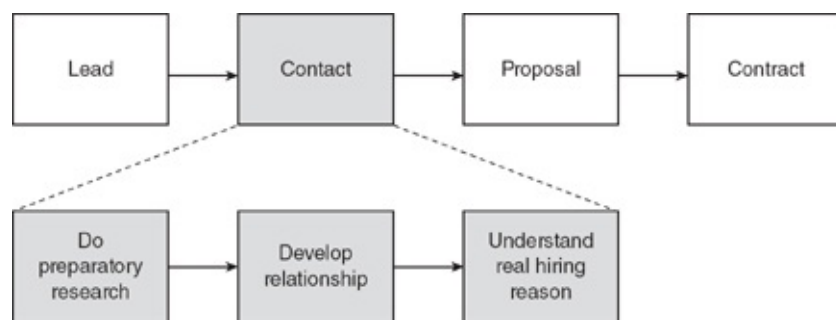 Lead
Contact
Proposal
Contract
Do
preparatory
research
Develop
relationship
Understand
real hiring
reason